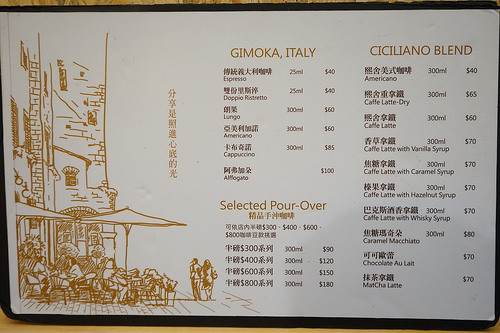 分享是照進心底的光
GIMOKA, ITALY
傳統義大利咖啡 25ml $40
Espresso
雙份里斯淬 25ml $40
Doppio Ristretto
朗果 300ml $60
Lungo
亞美利加諾 300ml $60
Americano
卡布奇諾 300ml $85
Cappuccino
阿弗加朵 $100
Alffogato
Selected Pour-Over
精品手沖咖啡
可依店內半磅$300、$400、$600、
$800咖啡豆款挑選
半磅$300系列 300ml $90
半磅$400系列 300ml $120
半磅$600系列 300ml $150
半磅$800系列 300ml $180
CICILIANO BLEND
熙舍美式咖啡 300ml $40
Americano
熙舍重拿鐵 300ml $65
Caffe Latte-Dry
熙舍拿鐵 300ml $60
Caffe Latte
香草拿鐵 300ml $70
Caffe Latte with Vanilla Syrup
焦糖拿鐵 300ml $70
Caffe Latte with Caramel Syrup
榛果拿鐵 300ml $70
Caffe Latte with Hazelnut Syrup
巴克斯酒香拿鐵 300ml $70
Caffe Latte with Whisky Syrup
焦糖瑪奇朵 300ml $80
Caramel Macchiato
可可歐蕾 $70
Chocolate Au Lait
抹茶拿鐵 $70
MatCha Latte